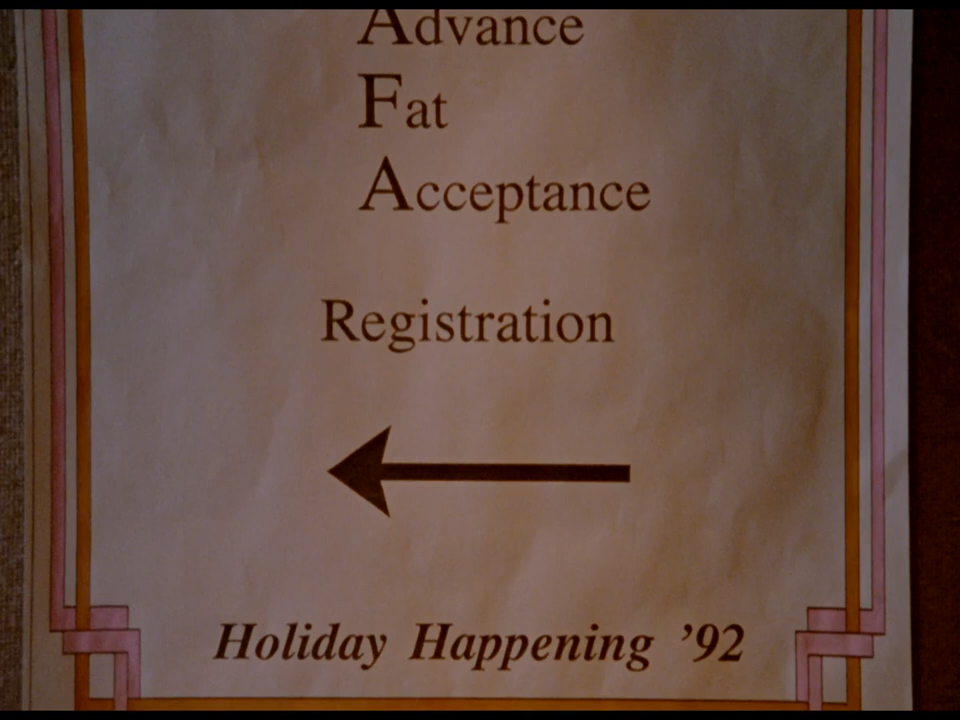 Advance
Fat
Acceptance
Registration
Holiday Happening ’92